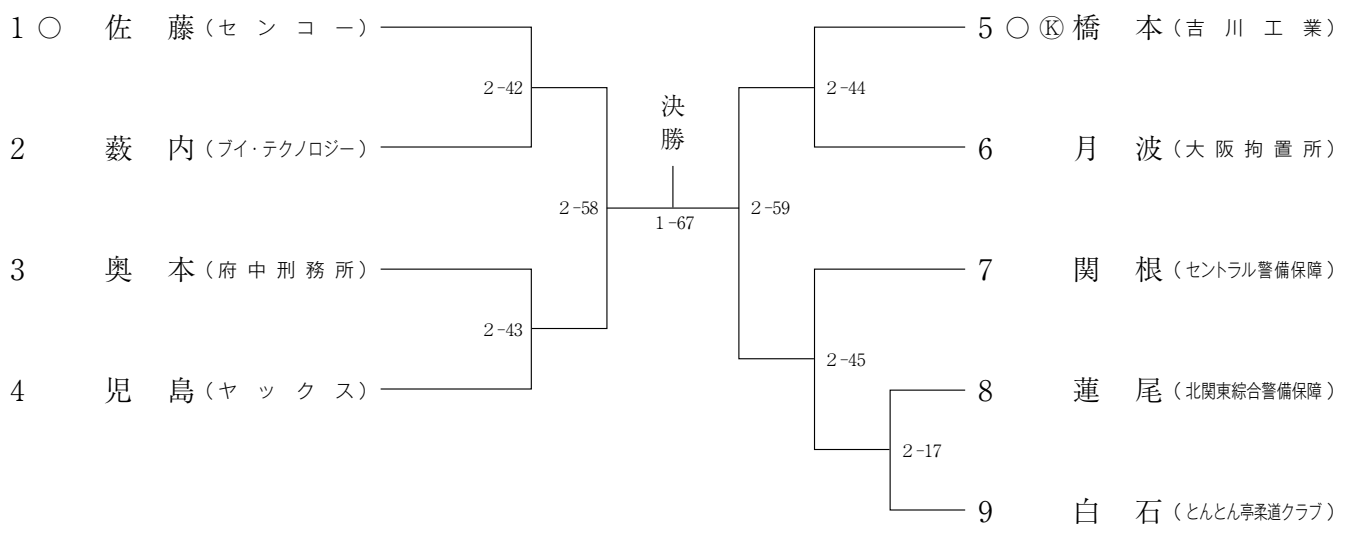 1 ○ 佐藤 (センコー)
2-42
2 薮内 (ブイ・テクノロジー)
2-58
3 奥本 (府中刑務所)
2-43
4 児島 (ヤックス)
決勝
1-67
5 ○ Ⓚ 橋本 (吉川工業)
2-44
6 月波 (大阪拘置所)
2-59
7 関根 (セントラル警備保障)
2-45
8 蓮尾 (北関東綜合警備保障)
2-17
9 白石 (とんとん亭柔道クラブ)